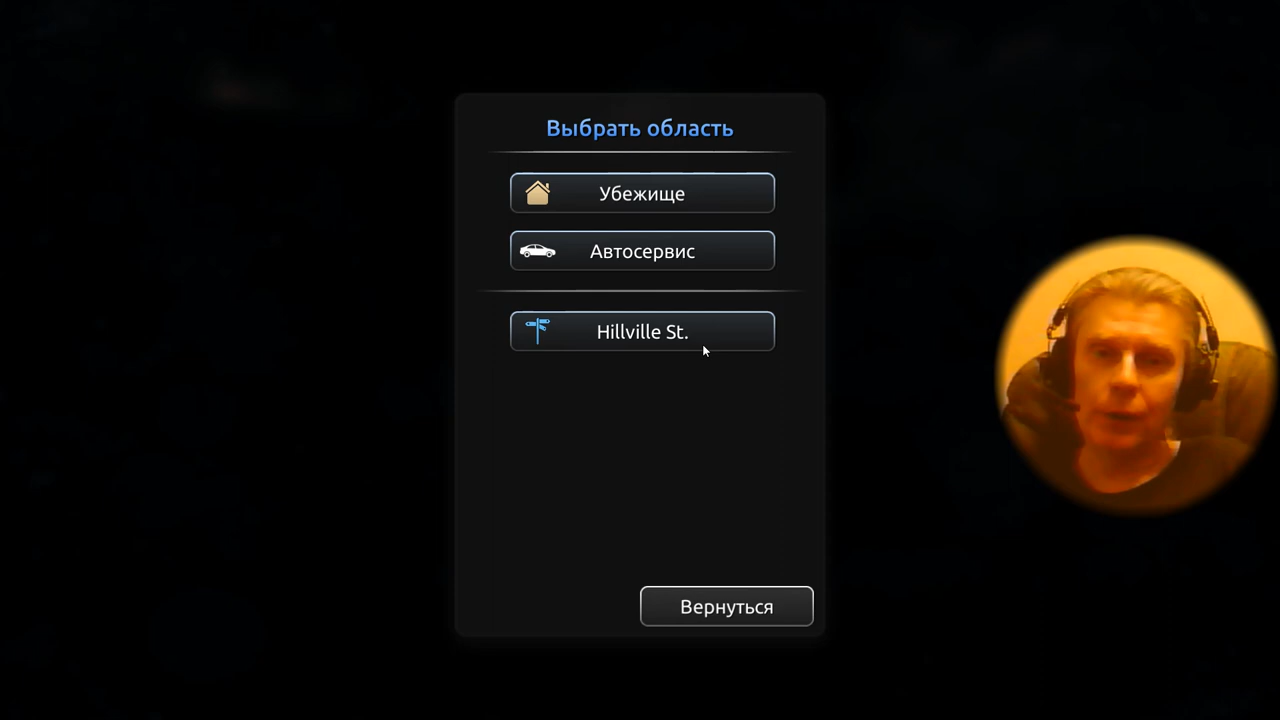 Выбрать область
Убежище
Автосервис
Hillville St.
Вернуться